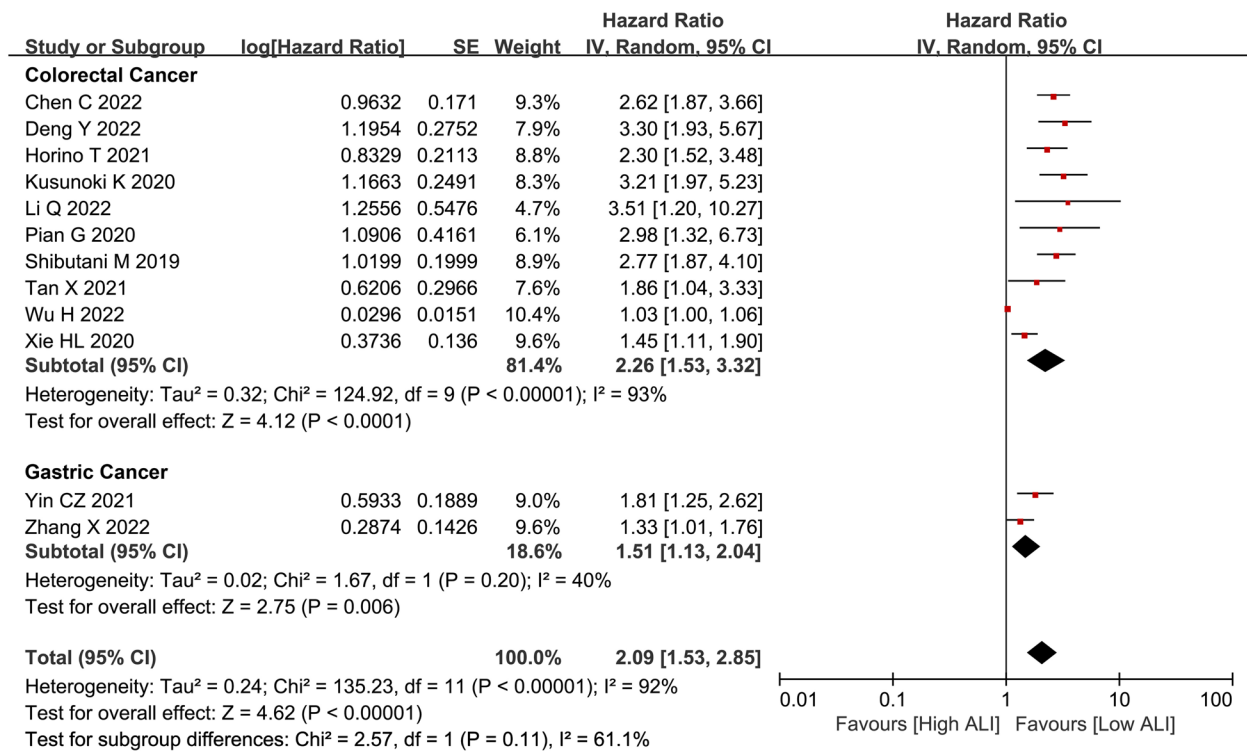 Hazard Ratio Hazard Ratio
Study or Subgroup log[Hazard Ratio] SE Weight IV, Random, 95% CI IV, Random, 95% CI
Colorectal Cancer
Chen C 2022 0.9632 0.171 9.3% 2.62 [1.87, 3.66]
Deng Y 2022 1.1954 0.2752 7.9% 3.30 [1.93, 5.67]
Horino T 2021 0.8329 0.2113 8.8% 2.30 [1.52, 3.48]
Kusunoki K 2020 1.1663 0.2491 8.3% 3.21 [1.97, 5.23]
Li Q 2022 1.2556 0.5476 4.7% 3.51 [1.20, 10.27]
Pian G 2020 1.0906 0.4161 6.1% 2.98 [1.32, 6.73]
Shibutani M 2019 1.0199 0.1999 8.9% 2.77 [1.87, 4.10]
Tan X 2021 0.6206 0.2966 7.6% 1.86 [1.04, 3.33]
Wu H 2022 0.0296 0.0151 10.4% 1.03 [1.00, 1.06]
Xie HL 2020 0.3736 0.136 9.6% 1.45 [1.11, 1.90]
Subtotal (95% CI) 81.4% 2.26 [1.53, 3.32]
Heterogeneity: Tau² = 0.32; Chi² = 124.92, df = 9 (P < 0.00001); I² = 93%
Test for overall effect: Z = 4.12 (P < 0.0001)
Gastric Cancer
Yin CZ 2021 0.5933 0.1889 9.0% 1.81 [1.25, 2.62]
Zhang X 2022 0.2874 0.1426 9.6% 1.33 [1.01, 1.76]
Subtotal (95% CI) 18.6% 1.51 [1.13, 2.04]
Heterogeneity: Tau² = 0.02; Chi² = 1.67, df = 1 (P = 0.20); I² = 40%
Test for overall effect: Z = 2.75 (P = 0.006)
Total (95% CI) 100.0% 2.09 [1.53, 2.85]
Heterogeneity: Tau² = 0.24; Chi² = 135.23, df = 11 (P < 0.00001); I² = 92%
Test for overall effect: Z = 4.62 (P < 0.00001)
Test for subgroup differences: Chi² = 2.57, df = 1 (P = 0.11), I² = 61.1%
0.01 0.1 1 10 100
Favours [High ALI] Favours [Low ALI]